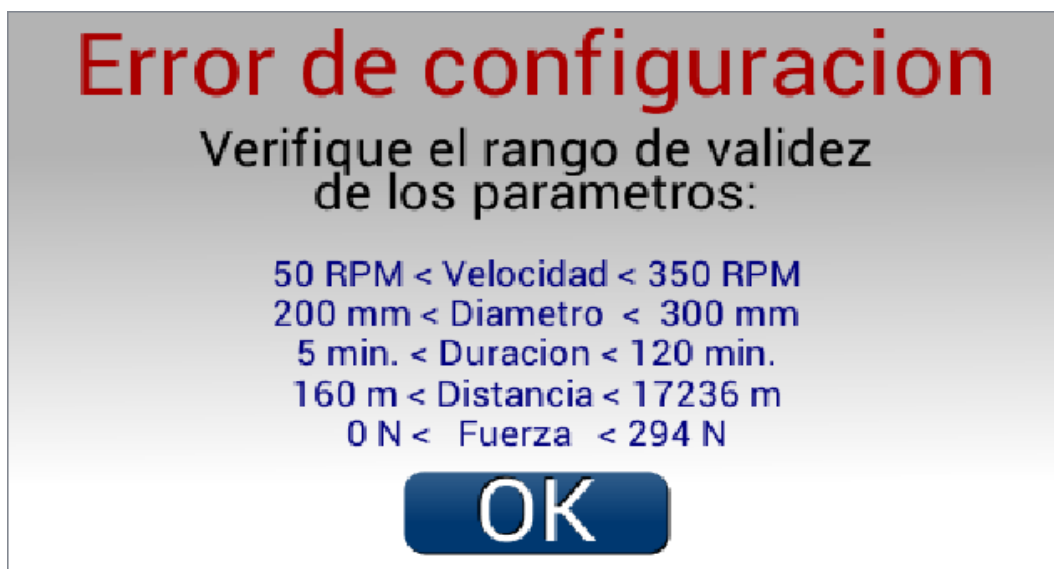 Error de configuracion
Verifique el rango de validez
de los parametros:
50 RPM < Velocidad < 350 RPM
200 mm < Diametro < 300 mm
5 min. < Duracion < 120 min.
160 m < Distancia < 17236 m
0 N < Fuerza < 294 N
OK